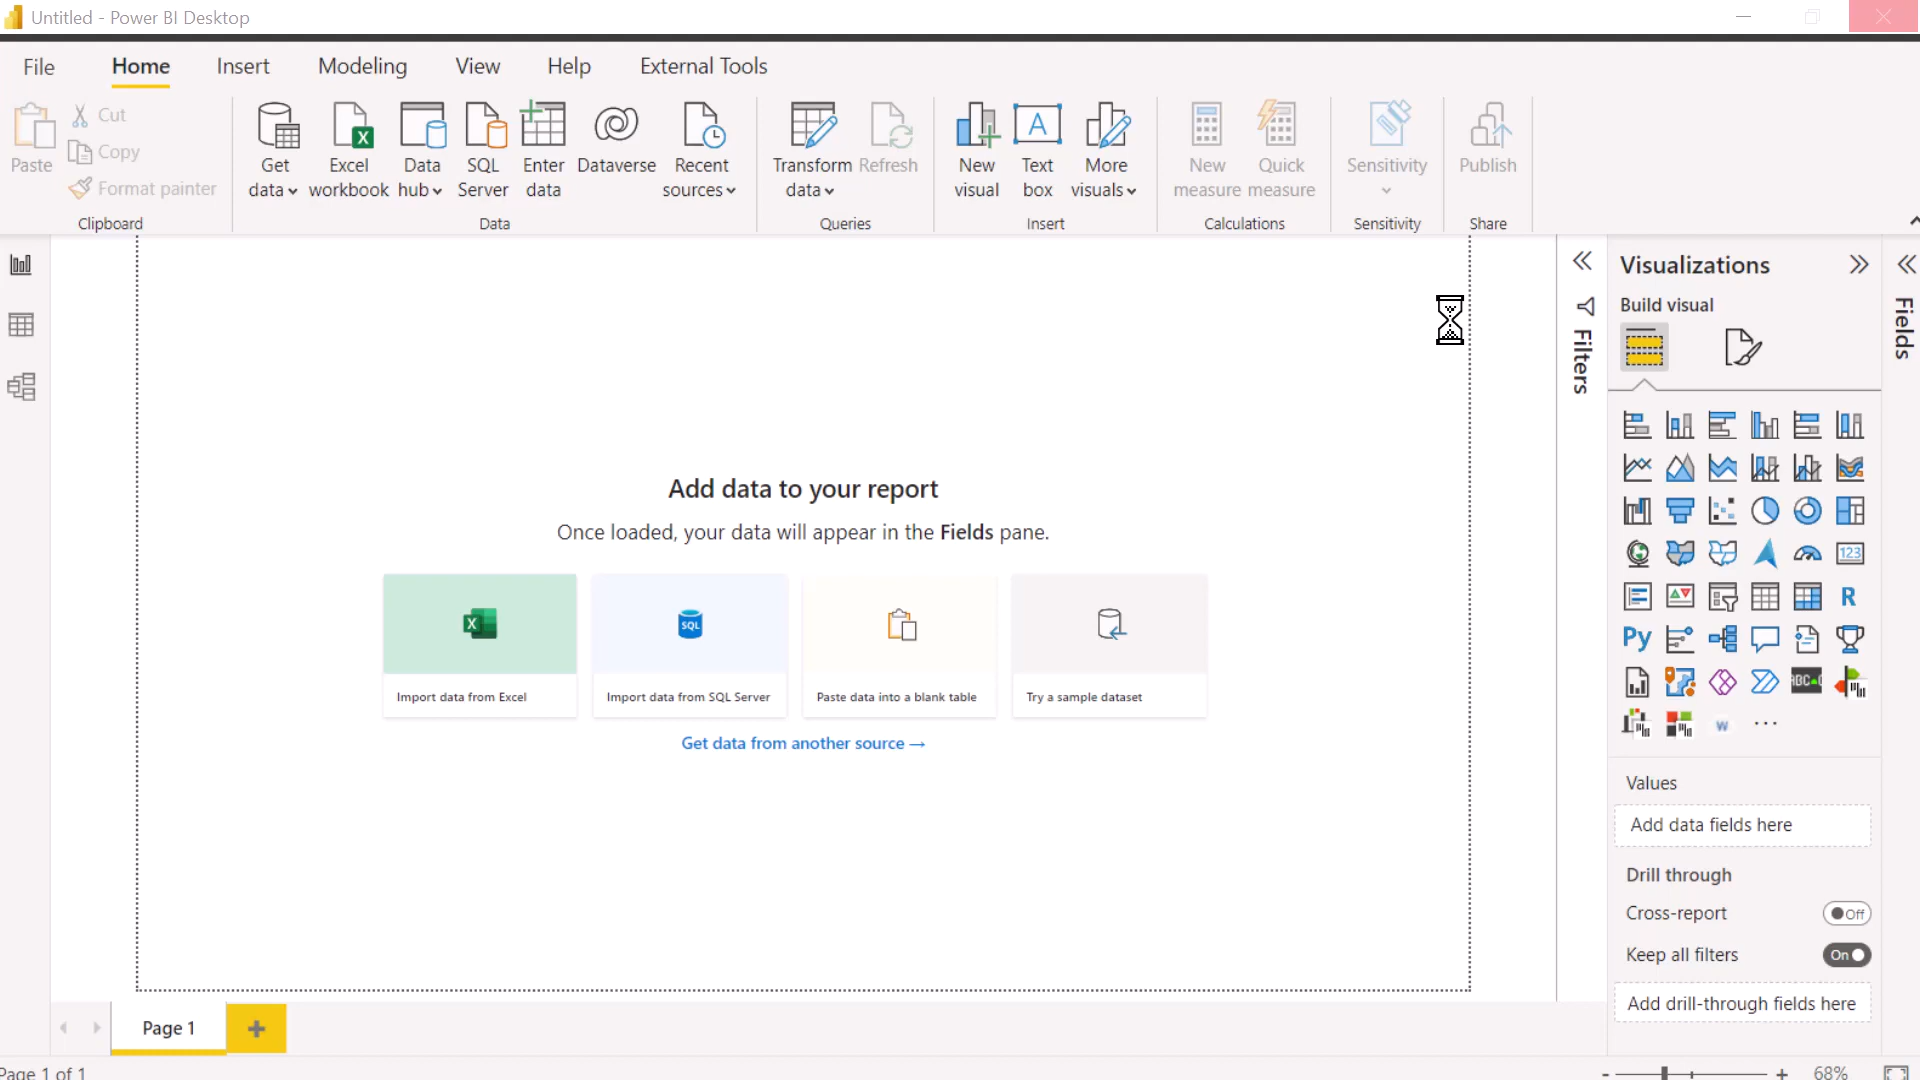 Untitled - Power BI Desktop
File Home Insert Modeling View Help External Tools
Paste
Cut
Copy
Format painter
Clipboard
Get data
Excel workbook
Data hub
SQL Server
Enter data
Dataverse
Recent sources
Data
Transform data
Refresh
Queries
New visual
Text box
More visuals
Insert
New measure
Quick measure
Calculations
Sensitivity
Sensitivity
Publish
Share
Add data to your report
Once loaded, your data will appear in the Fields pane.
Import data from Excel
Import data from SQL Server
Paste data into a blank table
Try a sample dataset
Get data from another source →
Filters
Visualizations
Build visual
123
R
Py
Values
Add data fields here
Drill through
Cross-report
Off
Keep all filters
On
Add drill-through fields here
Fields
Page 1
Page 1 of 1
- + 68%